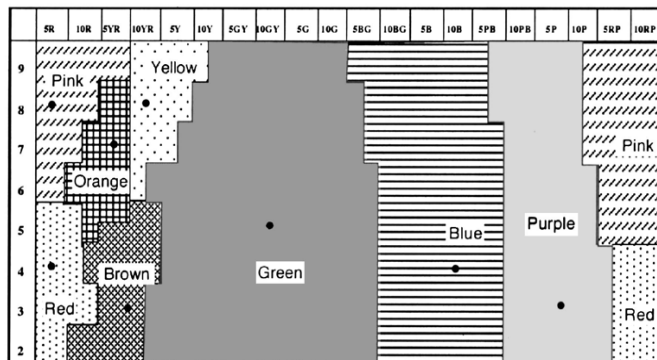 5R 10R 5YR 10YR 5Y 10Y 5GY 10GY 5G 10G 5BG 10BG 5B 10B 5PB 10PB 5P 10P 5RP 10RP
9
Pink
Yellow
8
7
Pink
Orange
6
5
Purple
Blue
4
Brown
Green
3
Red
Red
2